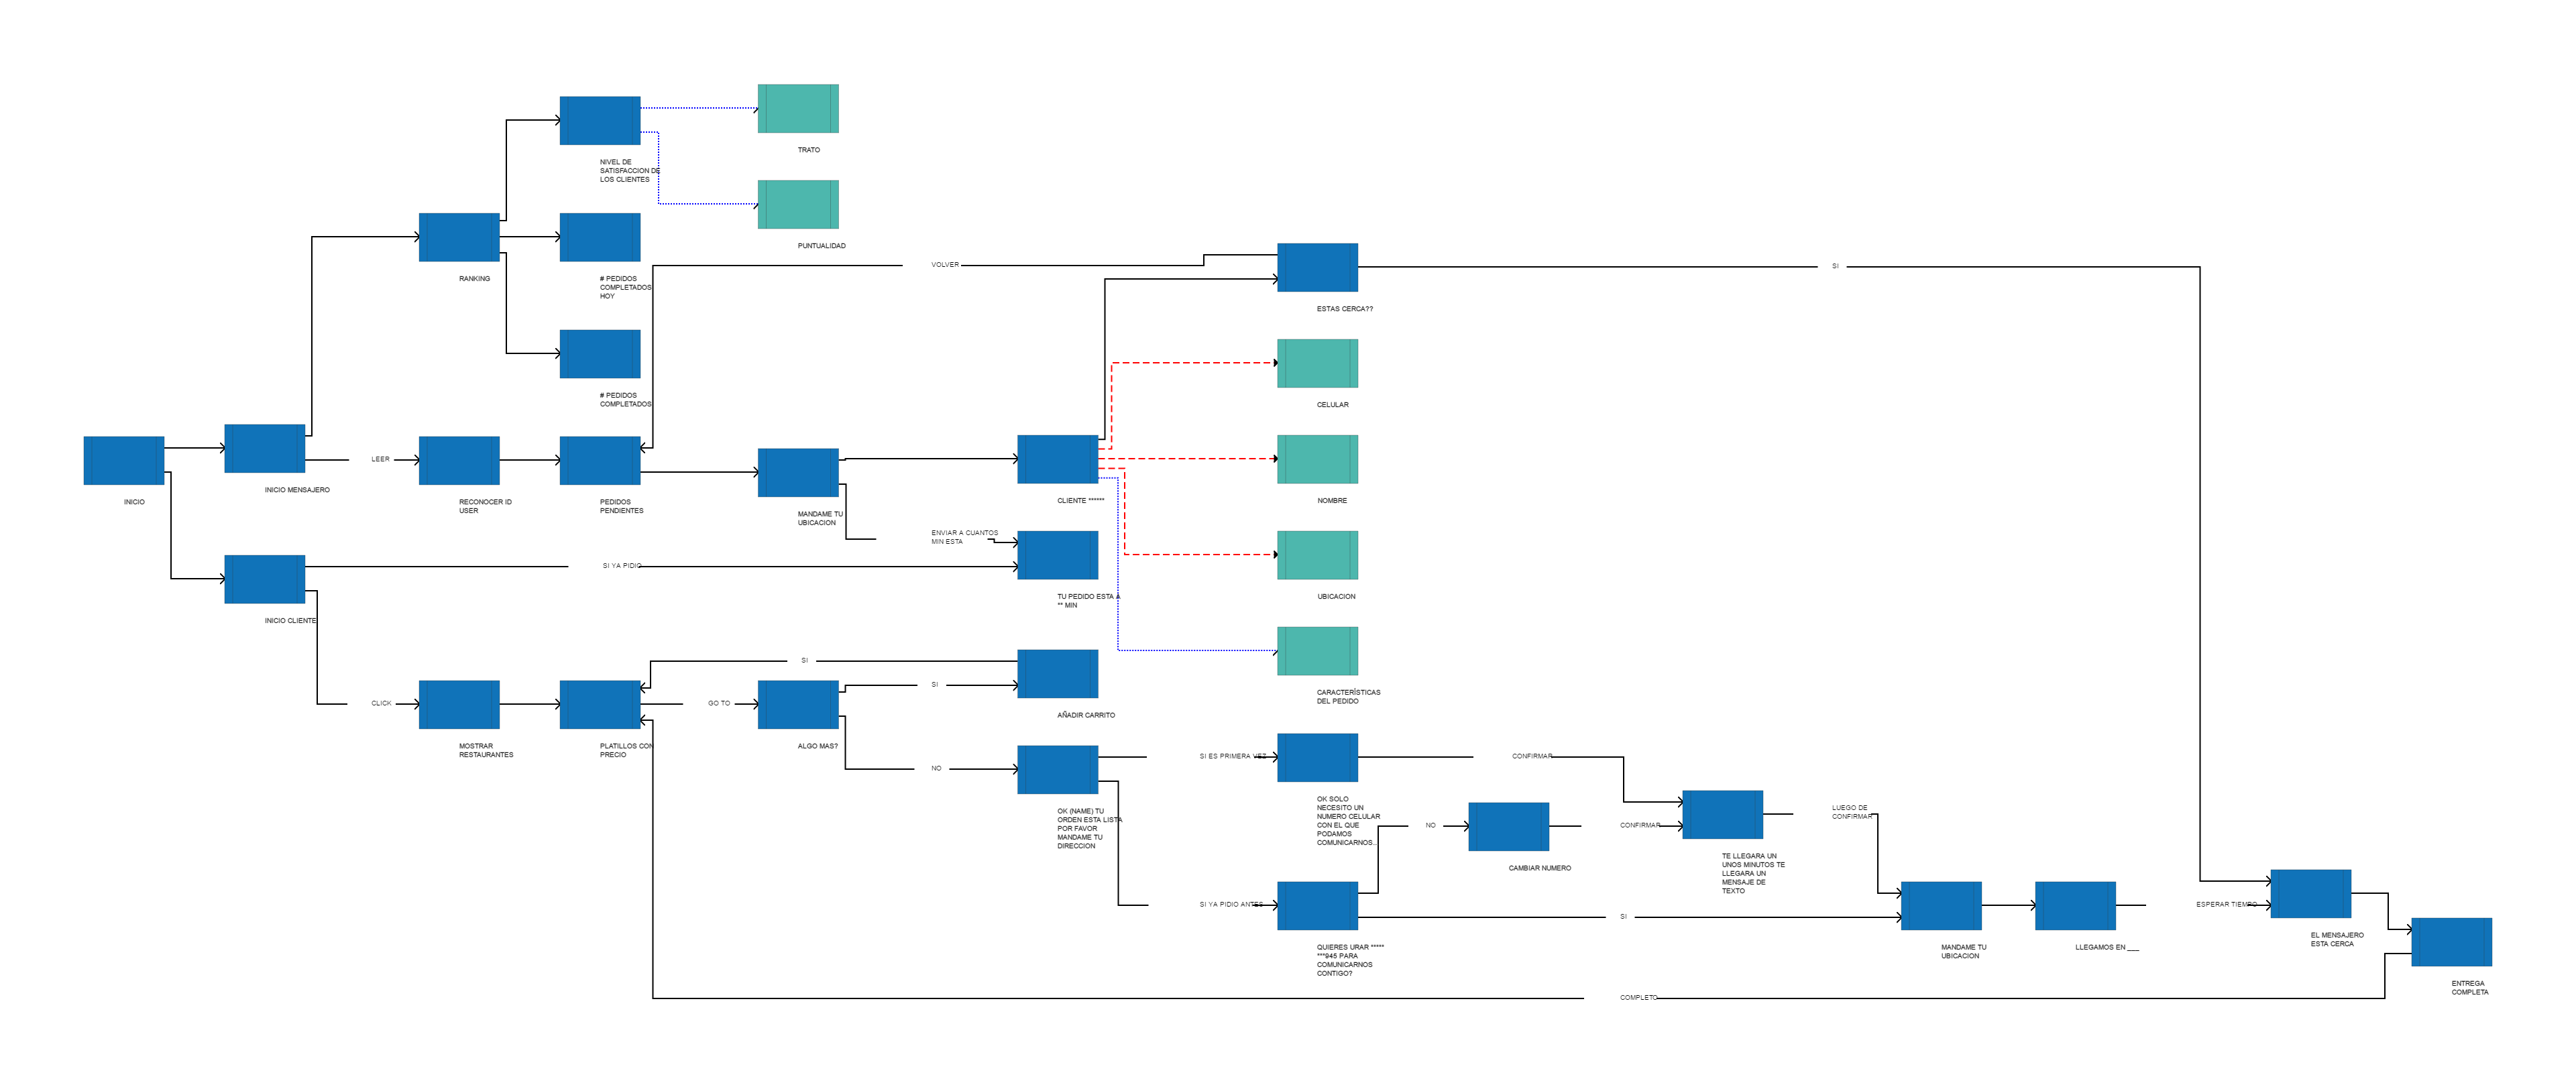 TRATO
NIVEL DE
SATISFACCION DE
LOS CLIENTES
PUNTUALIDAD
RANKING
# PEDIDOS
COMPLETADOS
HOY
VOLVER
SI
ESTAS CERCA??
# PEDIDOS
COMPLETADOS
CELULAR
INICIO
INICIO MENSAJERO
LEER
RECONOCER ID
USER
PEDIDOS
PENDIENTES
MANDAME TU
UBICACION
CLIENTE ******
NOMBRE
ENVIAR A CUANTOS
MIN ESTA
SI YA PIDIO
TU PEDIDO ESTA A
** MIN
UBICACION
INICIO CLIENTE
SI
SI
AÑADIR CARRITO
CARACTERÍSTICAS
DEL PEDIDO
CLICK
MOSTRAR
RESTAURANTES
PLATILLOS CON
PRECIO
GO TO
ALGO MAS?
NO
OK (NAME) TU
ORDEN ESTA LISTA
POR FAVOR
MANDAME TU
DIRECCION
SI ES PRIMERA VEZ
OK SOLO
NECESITO UN
NUMERO CELULAR
CON EL QUE
PODAMOS
COMUNICARNOS...
CONFIRMAR
NO
CAMBIAR NUMERO
CONFIRMAR
TE LLEGARA UN
UNOS MINUTOS TE
LLEGARA UN
MENSAJE DE
TEXTO
LUEGO DE
CONFIRMAR
SI YA PIDIO ANTES
QUIERES URAR *****
***945 PARA
COMUNICARNOS
CONTIGO?
SI
MANDAME TU
UBICACION
LLEGAMOS EN ___
ESPERAR TIEMPO
EL MENSAJERO
ESTA CERCA
ENTREGA
COMPLETA
COMPLETO